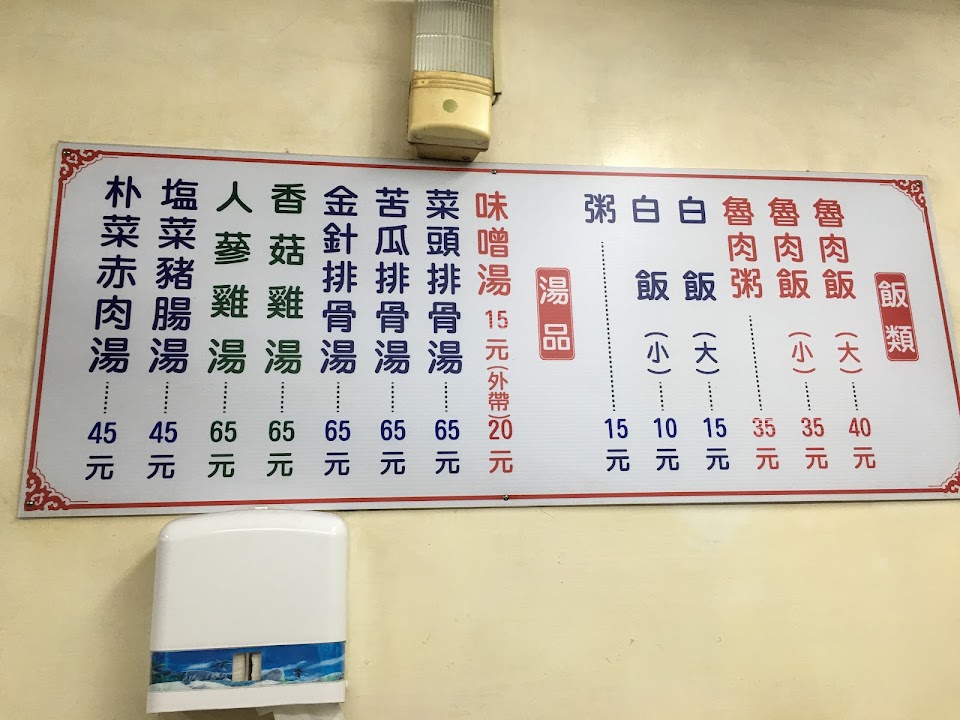 飯類
魯肉飯(大)40元
魯肉飯(小)35元
魯肉粥35元
白飯(大)15元
白飯(小)10元
粥15元
湯品
味噌湯15元(外帶)20元
菜頭排骨湯65元
苦瓜排骨湯65元
金針排骨湯65元
香菇雞湯65元
人蔘雞湯65元
塩菜豬腸湯45元
朴菜赤肉湯45元